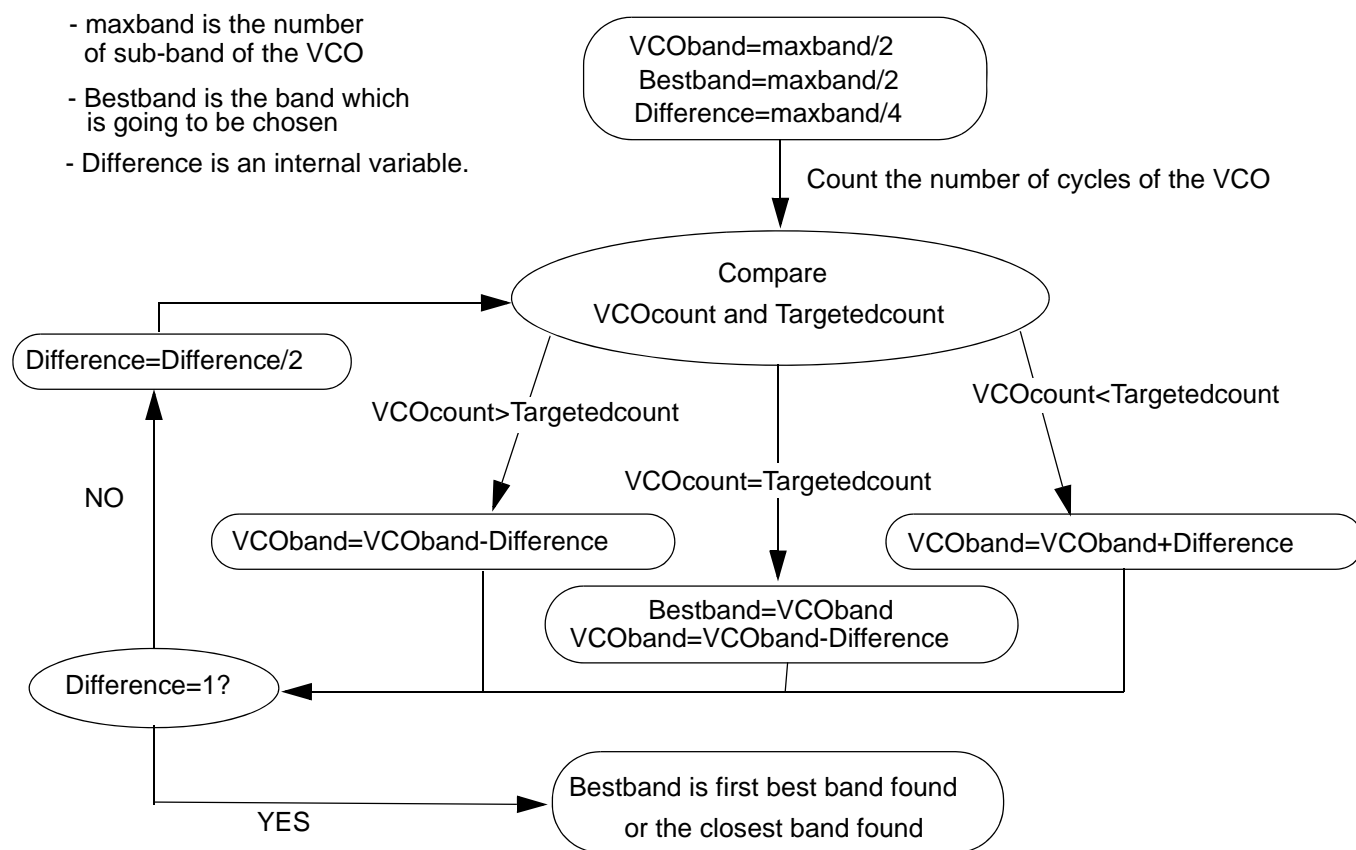 - maxband is the number
of sub-band of the VCO
- Bestband is the band which
is going to be chosen
- Difference is an internal variable.
VCOband=maxband/2
Bestband=maxband/2
Difference=maxband/4
Count the number of cycles of the VCO
Compare
VCOcount and Targetedcount
Difference=Difference/2
VCOcount>Targetedcount
VCOcount<Targetedcount
VCOcount=Targetedcount
NO
VCOband=VCOband-Difference
VCOband=VCOband+Difference
Bestband=VCOband
VCOband=VCOband-Difference
Difference=1?
YES
Bestband is first best band found
or the closest band found